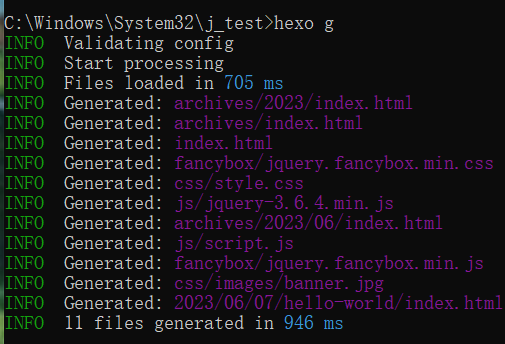 C:\Windows\System32\j_test>hexo g
INFO  Validating config
INFO  Start processing
INFO  Files loaded in 705 ms
INFO  Generated: archives/2023/index.html
INFO  Generated: archives/index.html
INFO  Generated: index.html
INFO  Generated: fancybox/jquery.fancybox.min.css
INFO  Generated: css/style.css
INFO  Generated: js/jquery-3.6.4.min.js
INFO  Generated: archives/2023/06/index.html
INFO  Generated: js/script.js
INFO  Generated: fancybox/jquery.fancybox.min.js
INFO  Generated: css/images/banner.jpg
INFO  Generated: 2023/06/07/hello-world/index.html
INFO  11 files generated in 946 ms